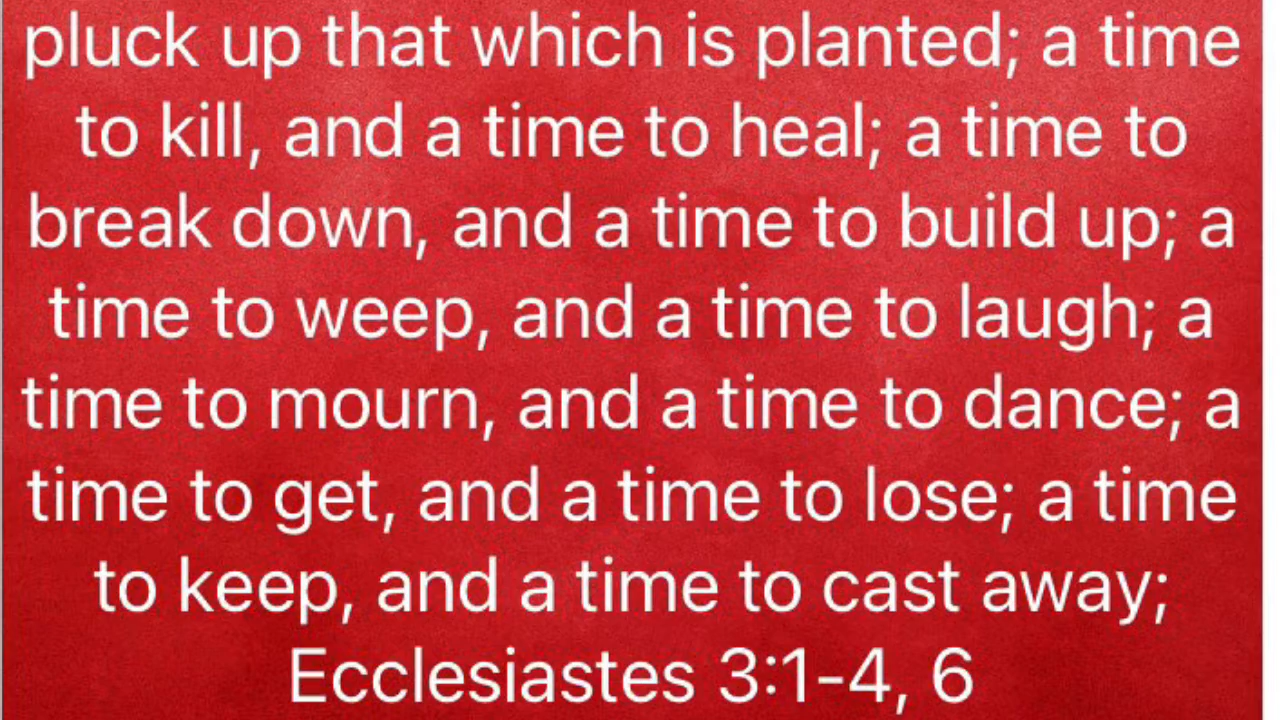 pluck up that which is planted; a time
to kill, and a time to heal; a time to
break down, and a time to build up; a
time to weep, and a time to laugh; a
time to mourn, and a time to dance; a
time to get, and a time to lose; a time
to keep, and a time to cast away;
Ecclesiastes 3:1-4, 6